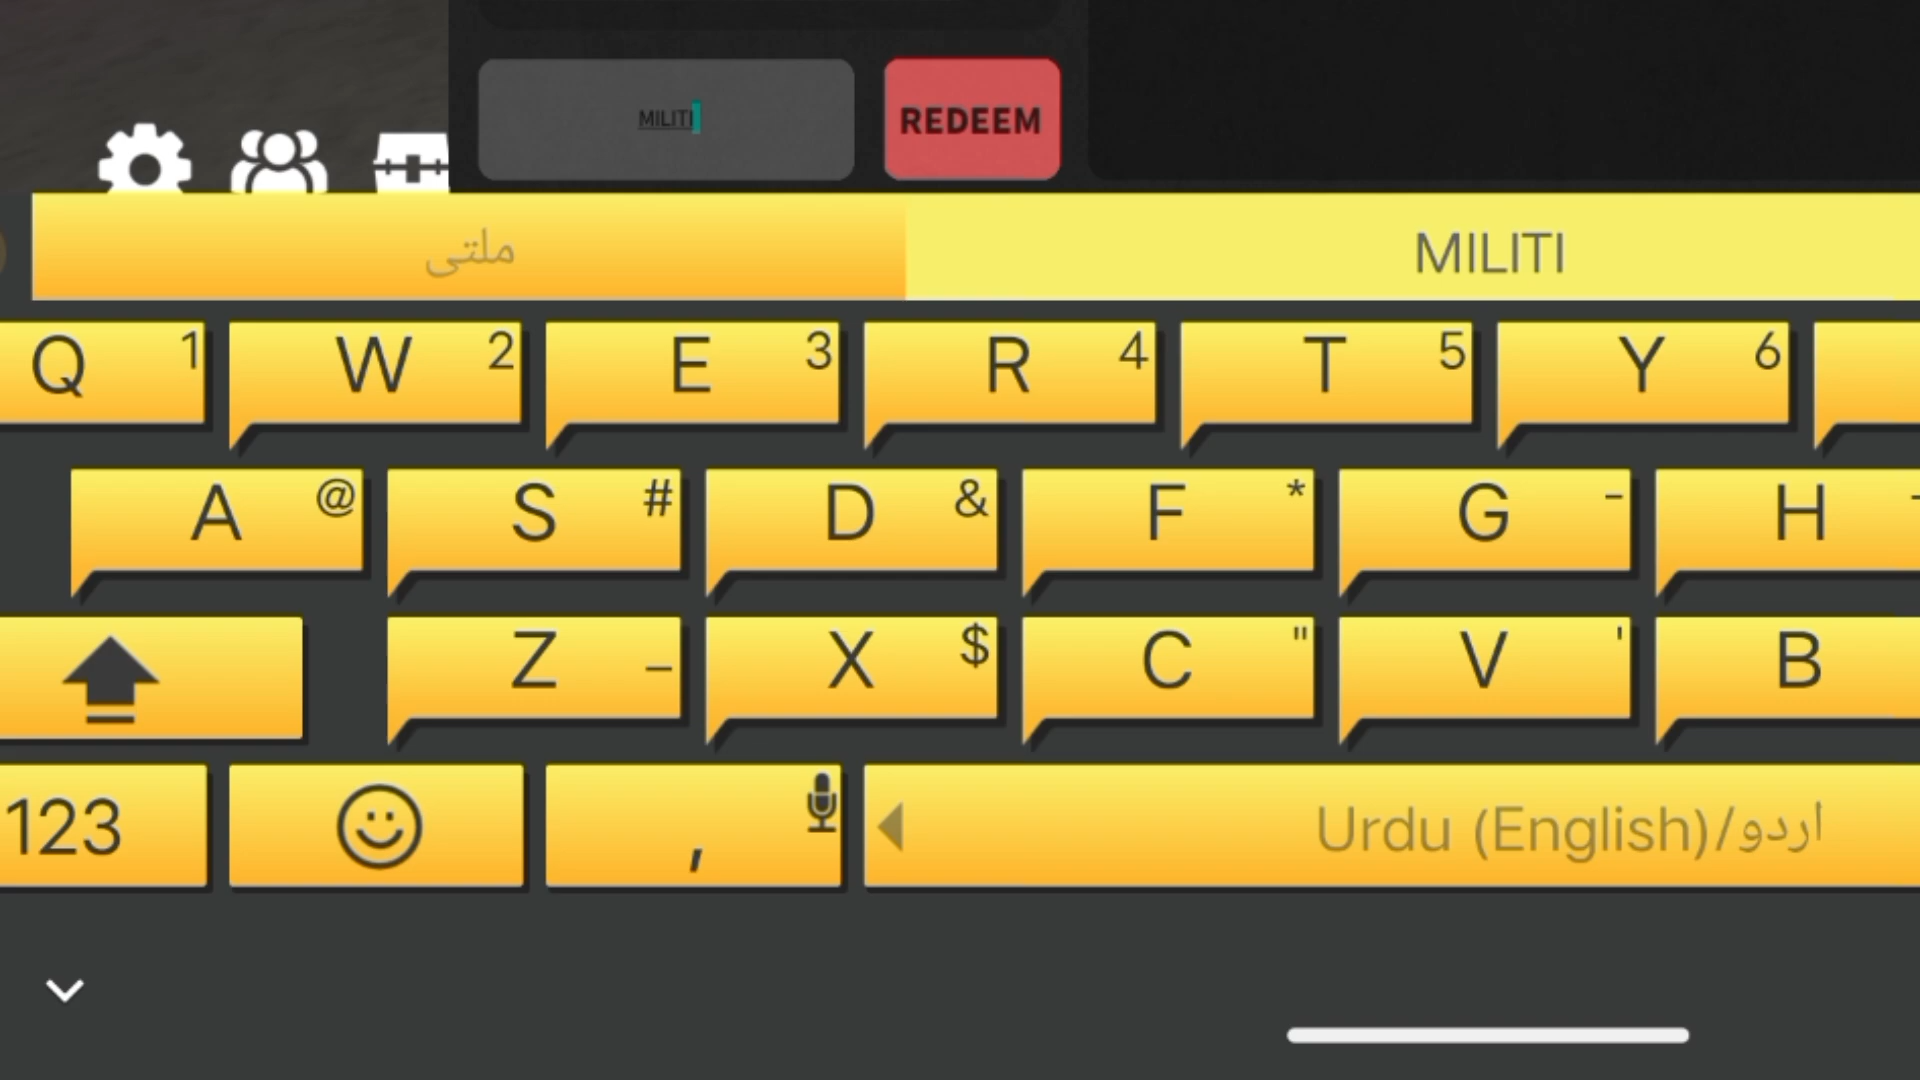 MILITI
REDEEM
ملتی
MILITI
Q 1 W 2 E 3 R 4 T 5 Y 6
A @ S # D & F * G - H
Z _ X $ C " V ' B
123 , Urdu (English)/اردو